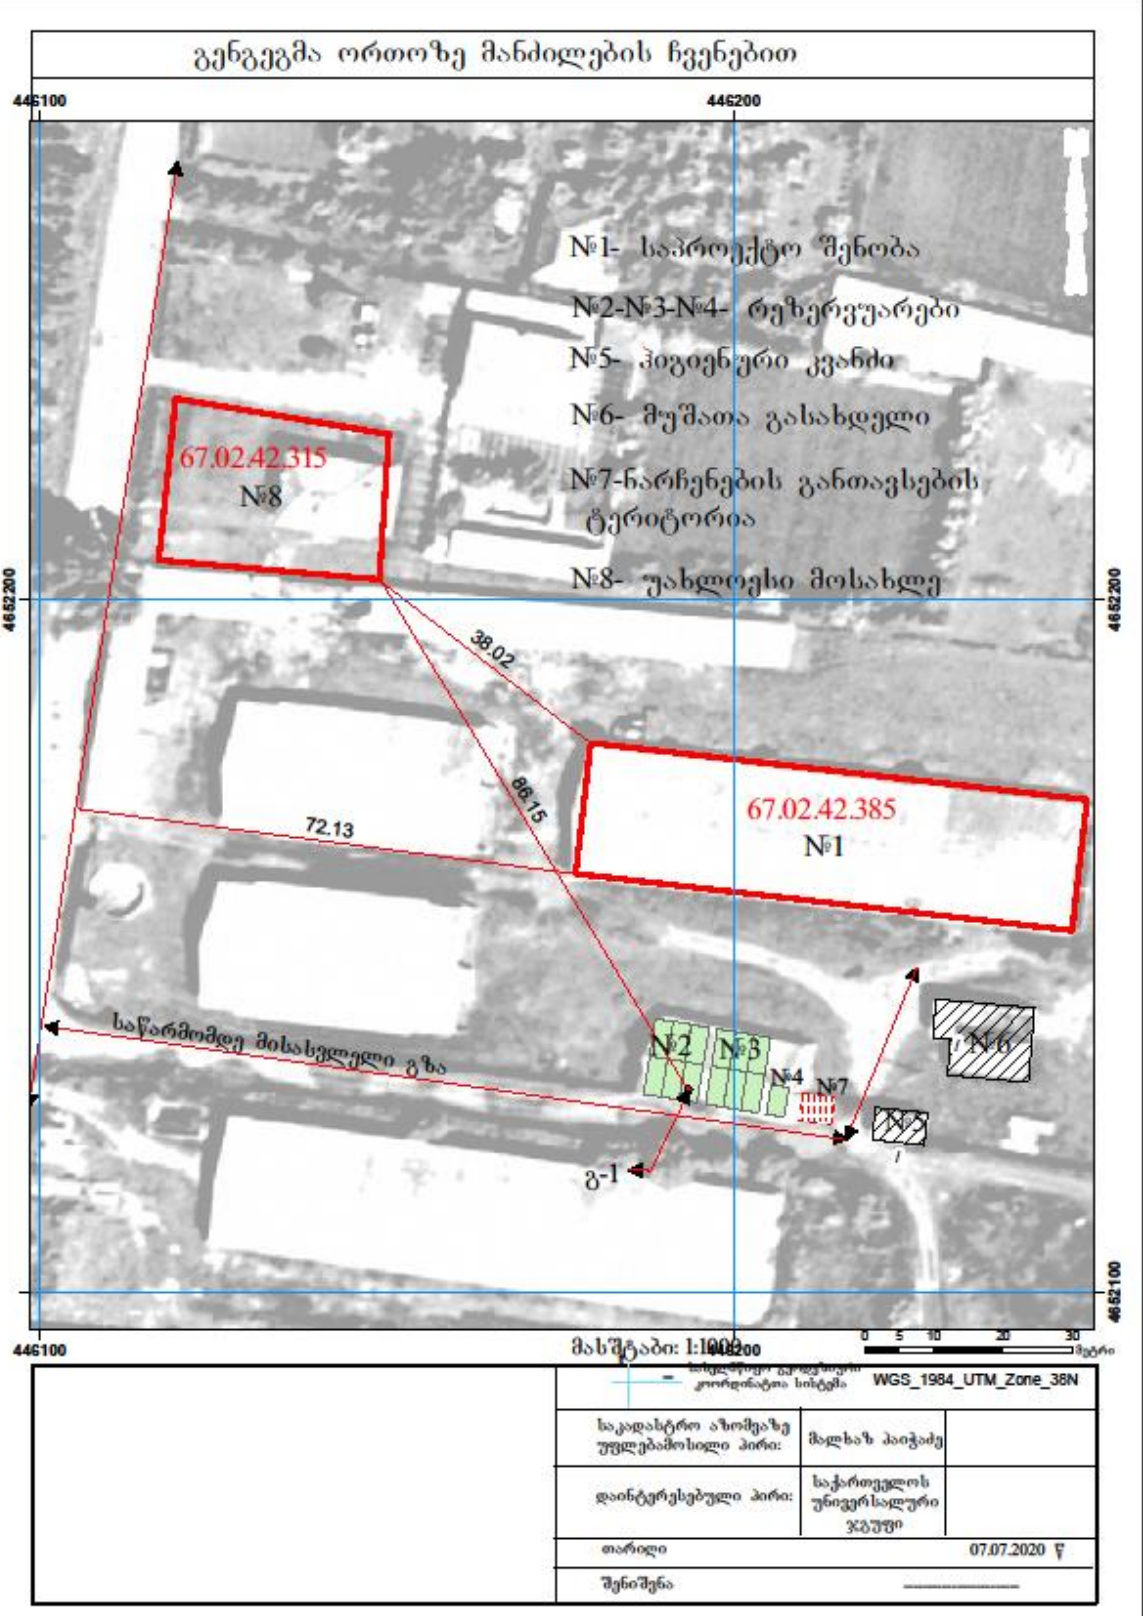 გენგეგმა ორთოზე მანძილების ჩვენებით
446100 446200
№1- საპროექტო შენობა
№2-№3-№4- რეზერვუარები
№5- ჰიგიენური კვანძი
№6- მუშათა გასახდელი
№7-ნარჩენების განთავსების
ტერიტორია
№8- უახლოესი მოსახლე
67.02.42.315
№8
4652200 4652200
38.02
86.15
72.13
67.02.42.385
№1
საწარმომდე მისასვლელი გზა
№2 №3 №4 №7
№6
№5
გ-1
4652100
446100 მასშტაბი: 1:1000 446200
0 5 10 20 30
მეტრი
სახელმწიფო გეოდეზიური
კოორდინატთა სისტემა WGS_1984_UTM_Zone_38N
საკადასტრო აზომვაზე
უფლებამოსილი პირი: მალხაზ პაიჭაძე
დაინტერესებული პირი: საქართველოს
უნივერსალური
ჯგუფი
თარიღი 07.07.2020 წ
შენიშვნა